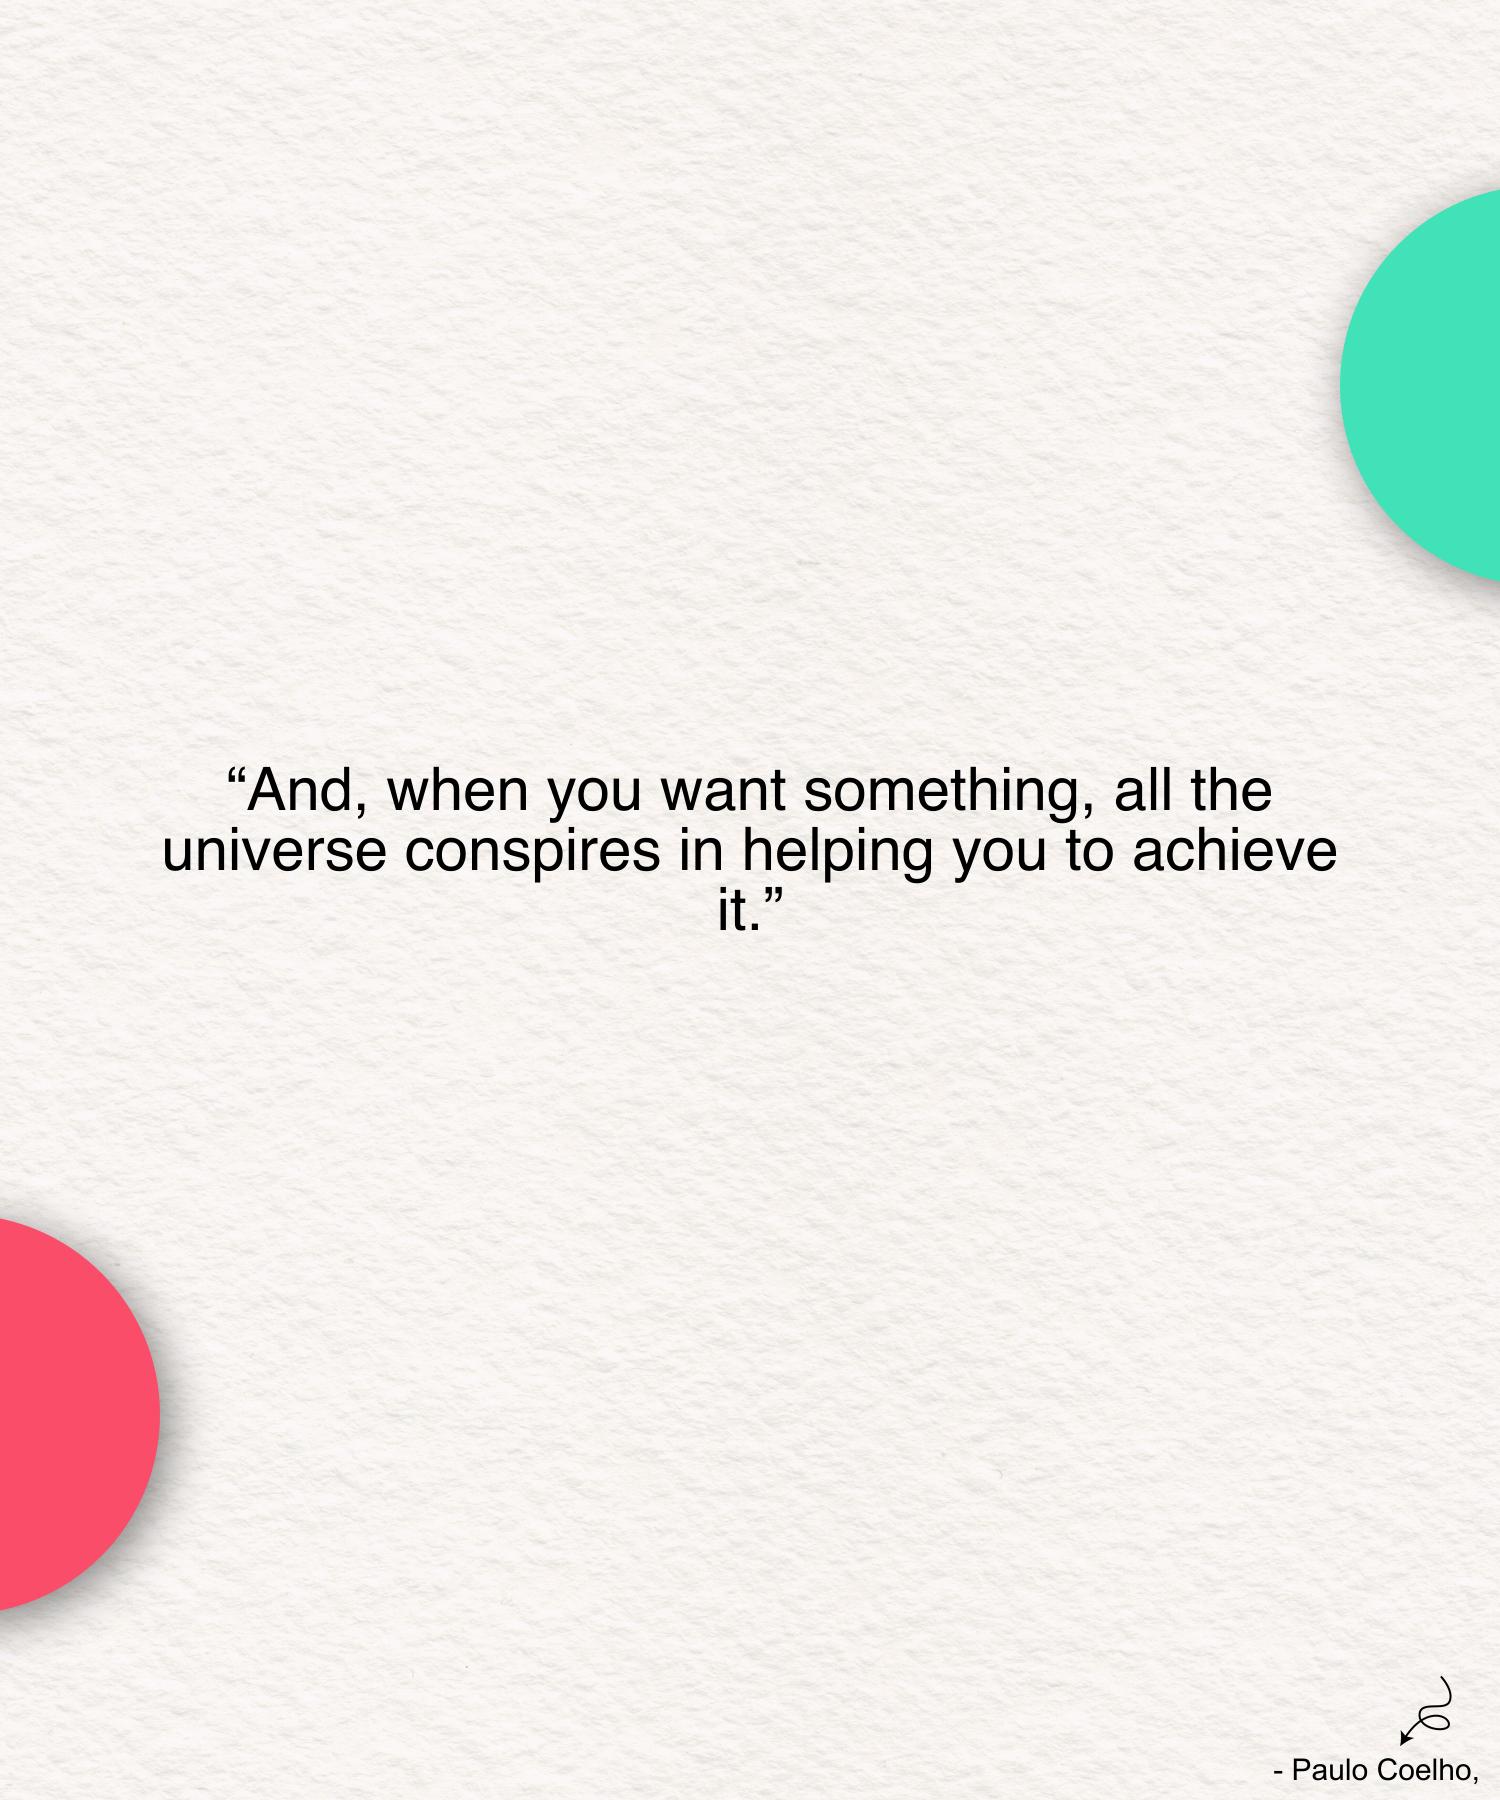 “And, when you want something, all the
universe conspires in helping you to achieve
it.”
- Paulo Coelho,